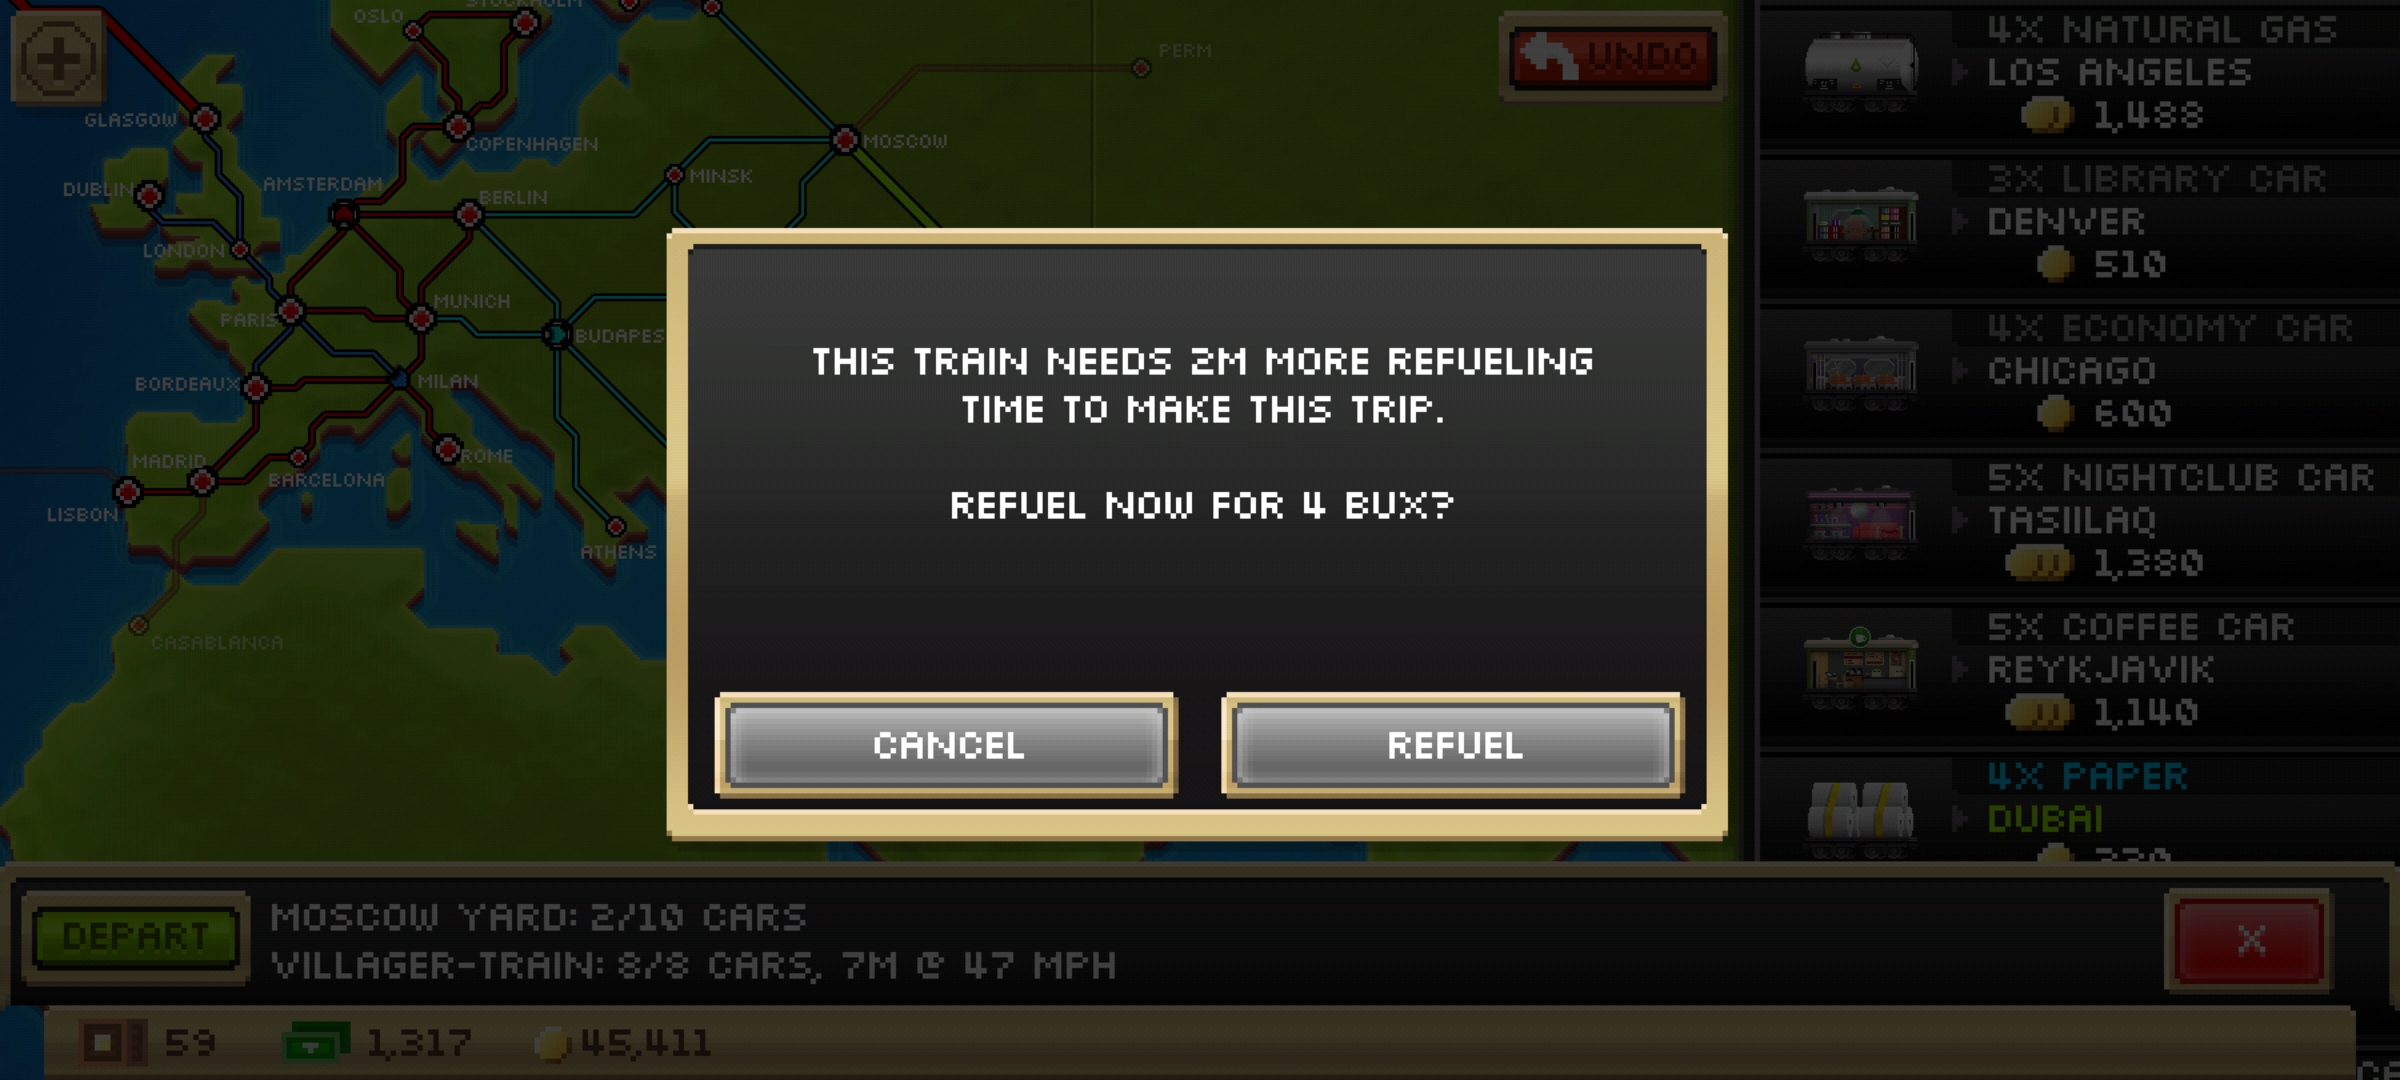 OSLO
STOCKHOLM
PERM
UNDO
GLASGOW
COPENHAGEN
MOSCOW
MINSK
DUBLIN
AMSTERDAM
BERLIN
LONDON
PARIS
MUNICH
BUDAPES
BORDEAUX
MILAN
MADRID
BARCELONA
ROME
LISBON
ATHENS
CASABLANCA
THIS TRAIN NEEDS 2M MORE REFUELING
TIME TO MAKE THIS TRIP.
REFUEL NOW FOR 4 BUX?
CANCEL
REFUEL
4X NATURAL GAS
LOS ANGELES
1,488
3X LIBRARY CAR
DENVER
510
4X ECONOMY CAR
CHICAGO
600
5X NIGHTCLUB CAR
TASIILAQ
1,380
5X COFFEE CAR
REYKJAVIK
1,140
4X PAPER
DUBAI
DEPART
MOSCOW YARD: 2/10 CARS
VILLAGER-TRAIN: 8/8 CARS, 7M @ 47 MPH
X
59
1,317
45,411